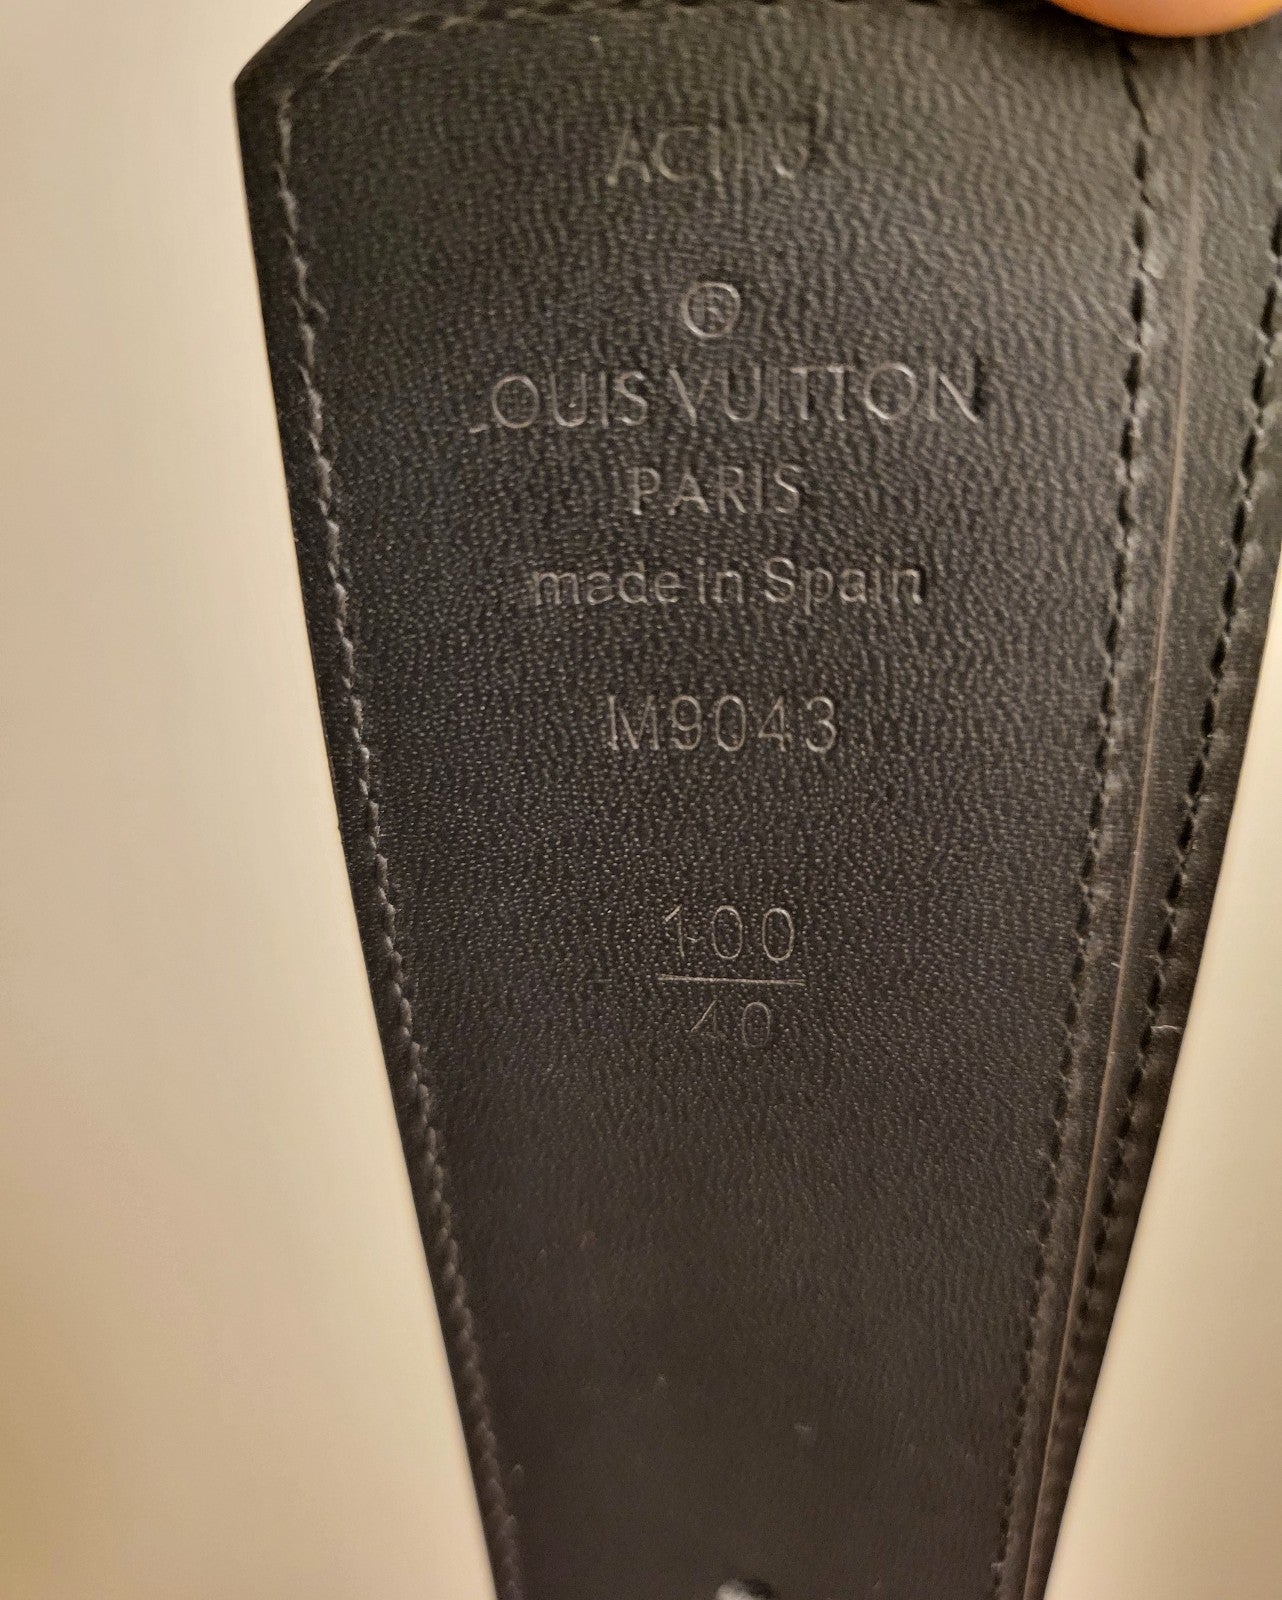 ®
LOUIS VUITTON
PARIS
made in Spain
M9043
100
40